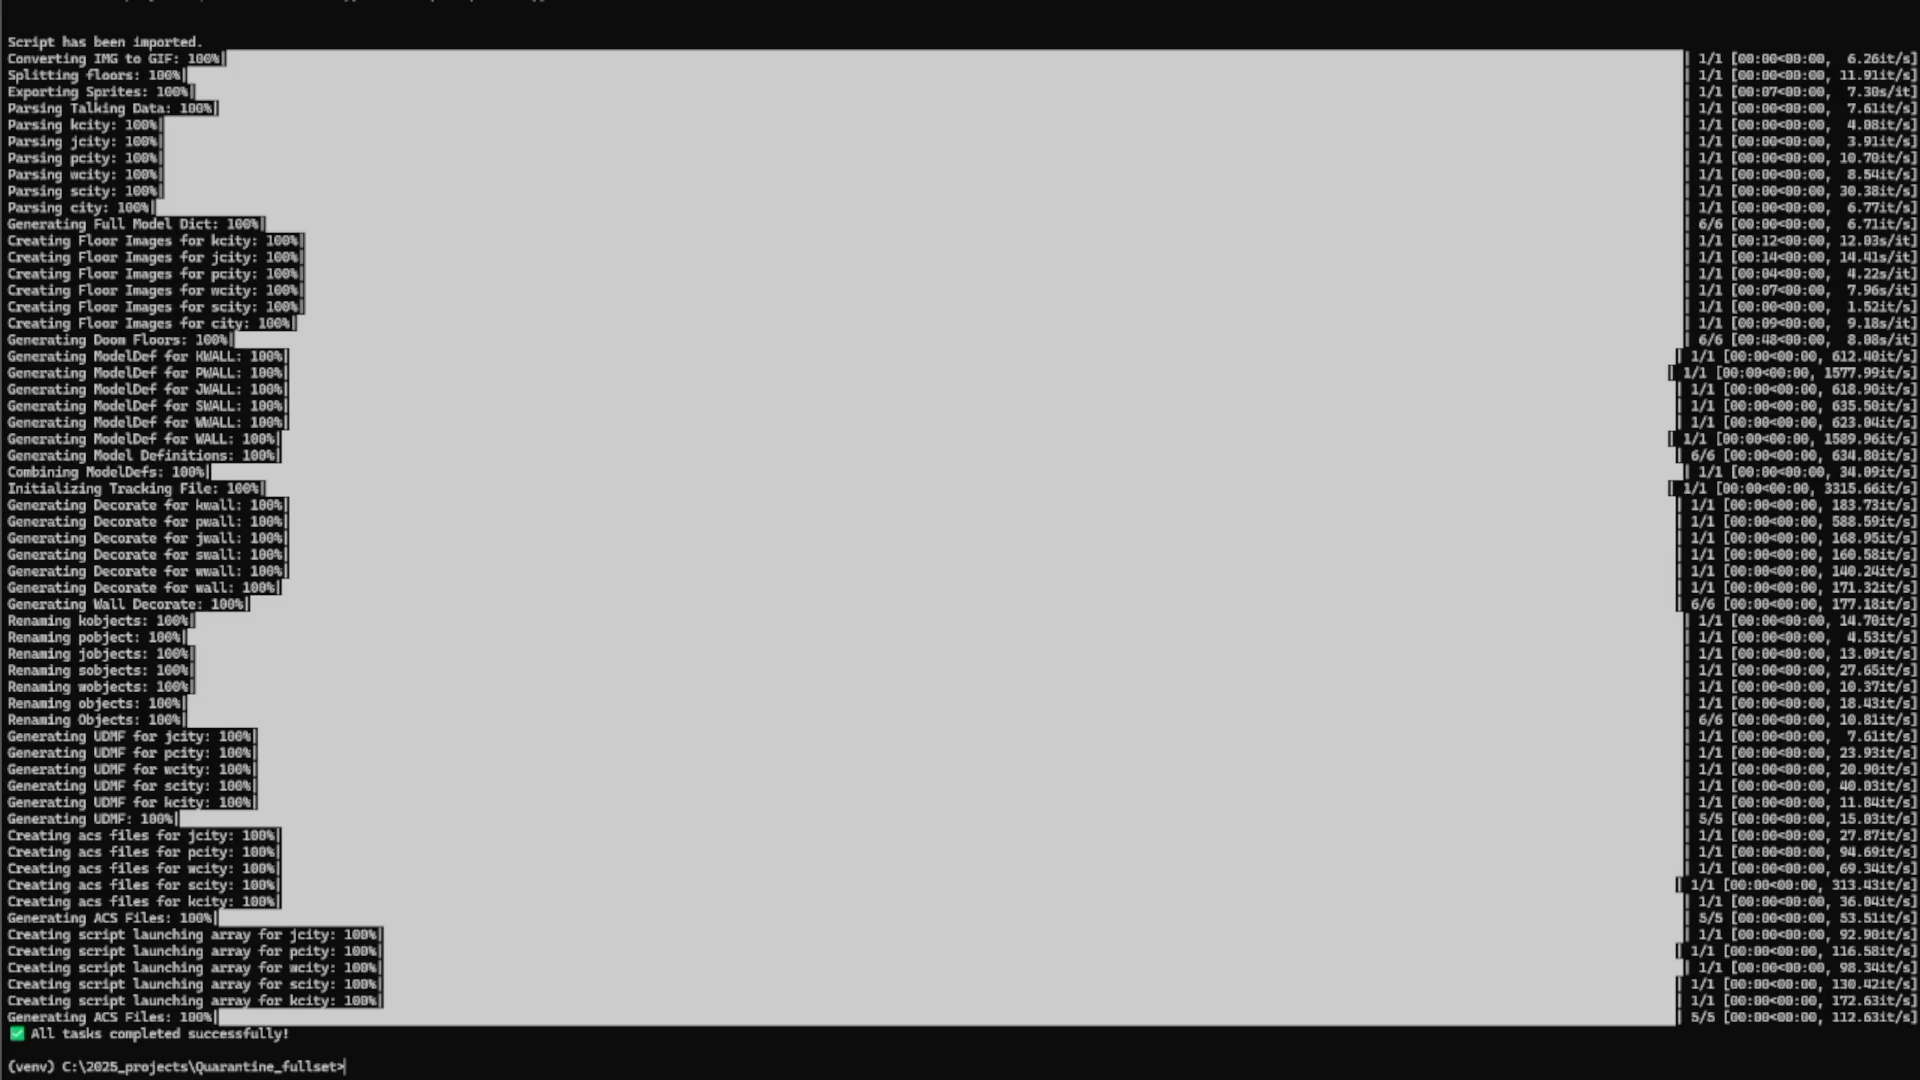 Script has been imported.
Converting IMG to GIF: 100%| | 1/1 [00:00<00:00, 6.26it/s]
Splitting floors: 100%| | 1/1 [00:00<00:00, 11.91it/s]
Exporting Sprites: 100%| | 1/1 [00:07<00:00, 7.30s/it]
Parsing Talking Data: 100%| | 1/1 [00:00<00:00, 7.61it/s]
Parsing kcity: 100%| | 1/1 [00:00<00:00, 4.08it/s]
Parsing jcity: 100%| | 1/1 [00:00<00:00, 3.91it/s]
Parsing pcity: 100%| | 1/1 [00:00<00:00, 10.70it/s]
Parsing wcity: 100%| | 1/1 [00:00<00:00, 8.54it/s]
Parsing scity: 100%| | 1/1 [00:00<00:00, 30.38it/s]
Parsing city: 100%| | 1/1 [00:00<00:00, 6.77it/s]
Generating Full Model Dict: 100%| | 6/6 [00:00<00:00, 6.71it/s]
Creating Floor Images for kcity: 100%| | 1/1 [00:12<00:00, 12.03s/it]
Creating Floor Images for jcity: 100%| | 1/1 [00:14<00:00, 14.41s/it]
Creating Floor Images for pcity: 100%| | 1/1 [00:04<00:00, 4.22s/it]
Creating Floor Images for wcity: 100%| | 1/1 [00:07<00:00, 7.96s/it]
Creating Floor Images for scity: 100%| | 1/1 [00:00<00:00, 1.52it/s]
Creating Floor Images for city: 100%| | 1/1 [00:09<00:00, 9.18s/it]
Generating Doom Floors: 100%| | 6/6 [00:48<00:00, 8.08s/it]
Generating ModelDef for KWALL: 100%| | 1/1 [00:00<00:00, 612.40it/s]
Generating ModelDef for PWALL: 100%| | 1/1 [00:00<00:00, 1577.99it/s]
Generating ModelDef for JWALL: 100%| | 1/1 [00:00<00:00, 618.90it/s]
Generating ModelDef for SWALL: 100%| | 1/1 [00:00<00:00, 635.50it/s]
Generating ModelDef for WWALL: 100%| | 1/1 [00:00<00:00, 623.04it/s]
Generating ModelDef for WALL: 100%| | 1/1 [00:00<00:00, 1589.96it/s]
Generating Model Definitions: 100%| | 6/6 [00:00<00:00, 634.80it/s]
Combining ModelDefs: 100%| | 1/1 [00:00<00:00, 34.09it/s]
Initializing Tracking File: 100%| | 1/1 [00:00<00:00, 3315.66it/s]
Generating Decorate for kwall: 100%| | 1/1 [00:00<00:00, 183.73it/s]
Generating Decorate for pwall: 100%| | 1/1 [00:00<00:00, 588.59it/s]
Generating Decorate for jwall: 100%| | 1/1 [00:00<00:00, 168.95it/s]
Generating Decorate for swall: 100%| | 1/1 [00:00<00:00, 160.58it/s]
Generating Decorate for wwall: 100%| | 1/1 [00:00<00:00, 140.24it/s]
Generating Decorate for wall: 100%| | 1/1 [00:00<00:00, 171.32it/s]
Generating Wall Decorate: 100%| | 6/6 [00:00<00:00, 177.18it/s]
Renaming kobjects: 100%| | 1/1 [00:00<00:00, 14.70it/s]
Renaming pobject: 100%| | 1/1 [00:00<00:00, 4.53it/s]
Renaming jobjects: 100%| | 1/1 [00:00<00:00, 13.09it/s]
Renaming sobjects: 100%| | 1/1 [00:00<00:00, 27.65it/s]
Renaming wobjects: 100%| | 1/1 [00:00<00:00, 10.37it/s]
Renaming objects: 100%| | 1/1 [00:00<00:00, 18.43it/s]
Renaming Objects: 100%| | 6/6 [00:00<00:00, 10.81it/s]
Generating UDMF for jcity: 100%| | 1/1 [00:00<00:00, 7.61it/s]
Generating UDMF for pcity: 100%| | 1/1 [00:00<00:00, 23.93it/s]
Generating UDMF for wcity: 100%| | 1/1 [00:00<00:00, 20.90it/s]
Generating UDMF for scity: 100%| | 1/1 [00:00<00:00, 40.03it/s]
Generating UDMF for kcity: 100%| | 1/1 [00:00<00:00, 11.84it/s]
Generating UDMF: 100%| | 5/5 [00:00<00:00, 15.03it/s]
Creating acs files for jcity: 100%| | 1/1 [00:00<00:00, 27.87it/s]
Creating acs files for pcity: 100%| | 1/1 [00:00<00:00, 94.69it/s]
Creating acs files for wcity: 100%| | 1/1 [00:00<00:00, 69.34it/s]
Creating acs files for scity: 100%| | 1/1 [00:00<00:00, 313.43it/s]
Creating acs files for kcity: 100%| | 1/1 [00:00<00:00, 36.04it/s]
Generating ACS Files: 100%| | 5/5 [00:00<00:00, 53.51it/s]
Creating script launching array for jcity: 100%| | 1/1 [00:00<00:00, 92.90it/s]
Creating script launching array for pcity: 100%| | 1/1 [00:00<00:00, 116.58it/s]
Creating script launching array for wcity: 100%| | 1/1 [00:00<00:00, 98.34it/s]
Creating script launching array for scity: 100%| | 1/1 [00:00<00:00, 130.42it/s]
Creating script launching array for kcity: 100%| | 1/1 [00:00<00:00, 172.63it/s]
Generating ACS Files: 100%| | 5/5 [00:00<00:00, 112.63it/s]
✅ All tasks completed successfully!
(venv) C:\2025_projects\Quarantine_fullset>